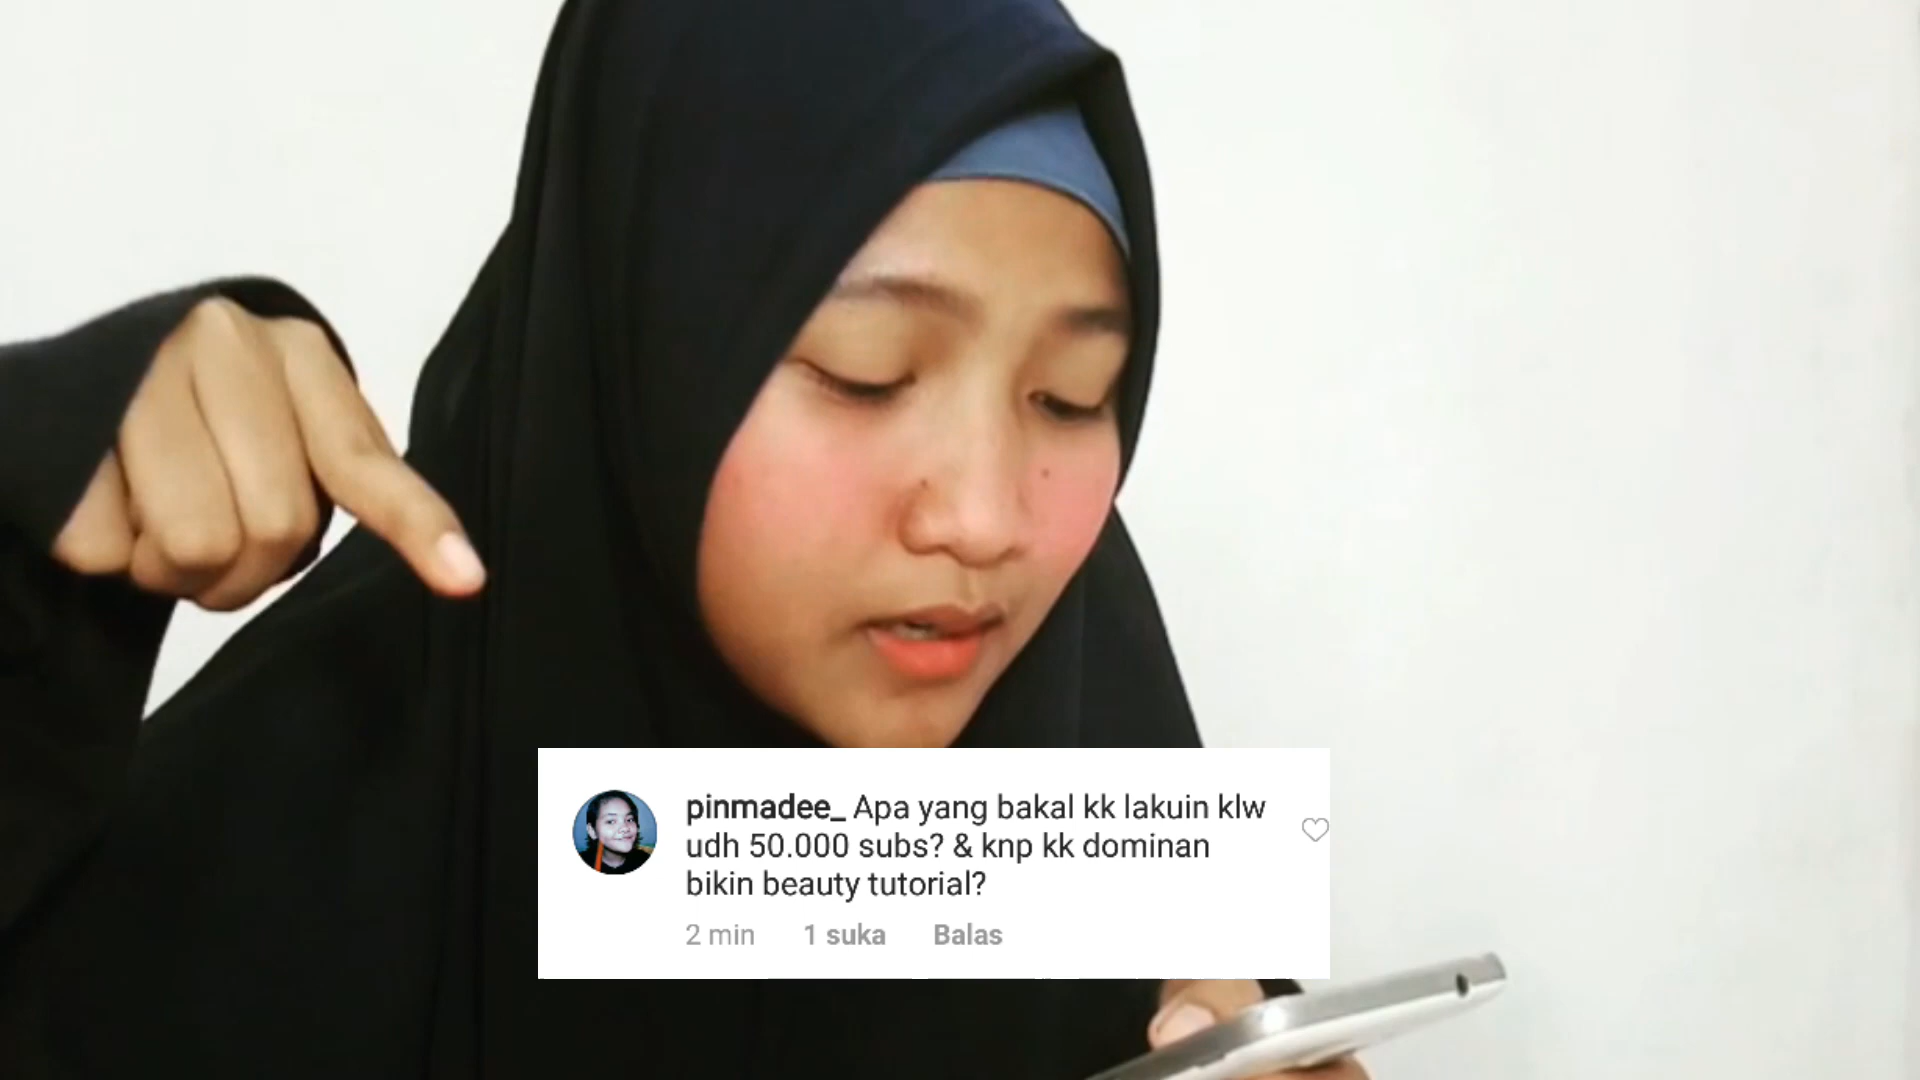 pinmadee_ Apa yang bakal kk lakuin klw
udh 50.000 subs? & knp kk dominan
bikin beauty tutorial?
2 min 1 suka Balas